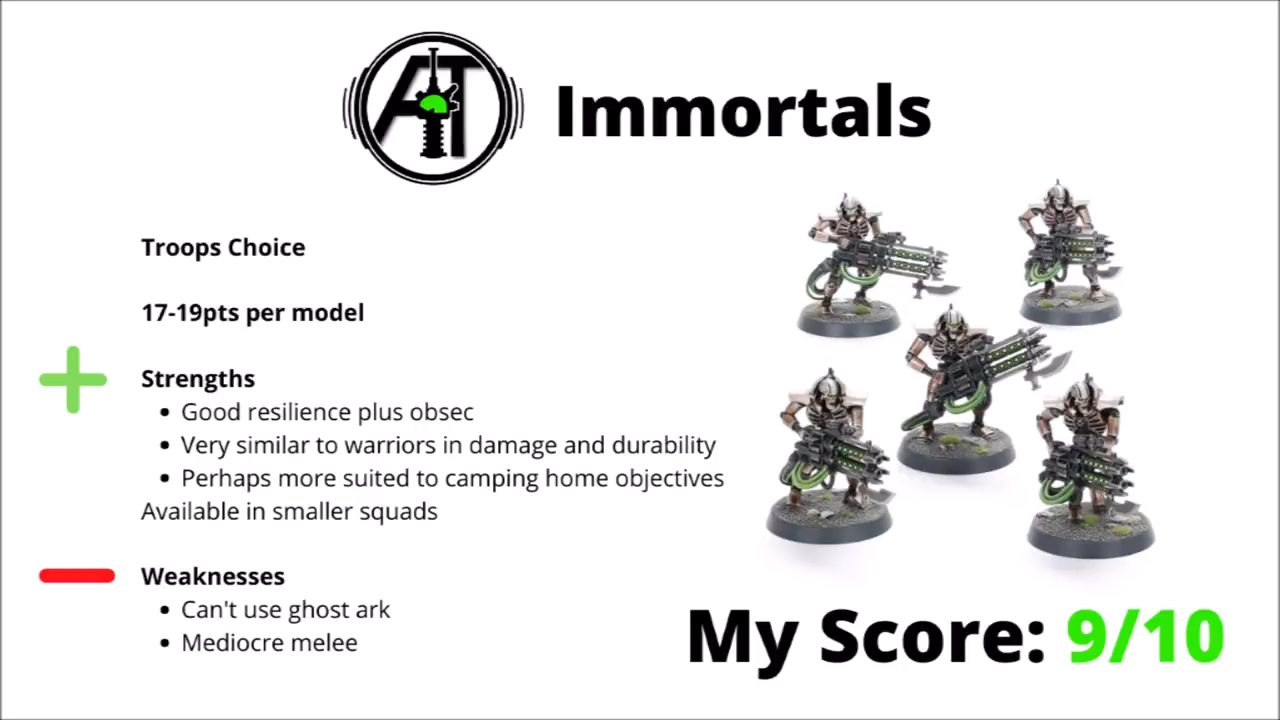 AT
Immortals
Troops Choice
17-19pts per model
Strengths
• Good resilience plus obsec
• Very similar to warriors in damage and durability
• Perhaps more suited to camping home objectives
Available in smaller squads
Weaknesses
• Can't use ghost ark
• Mediocre melee
My Score: 9/10